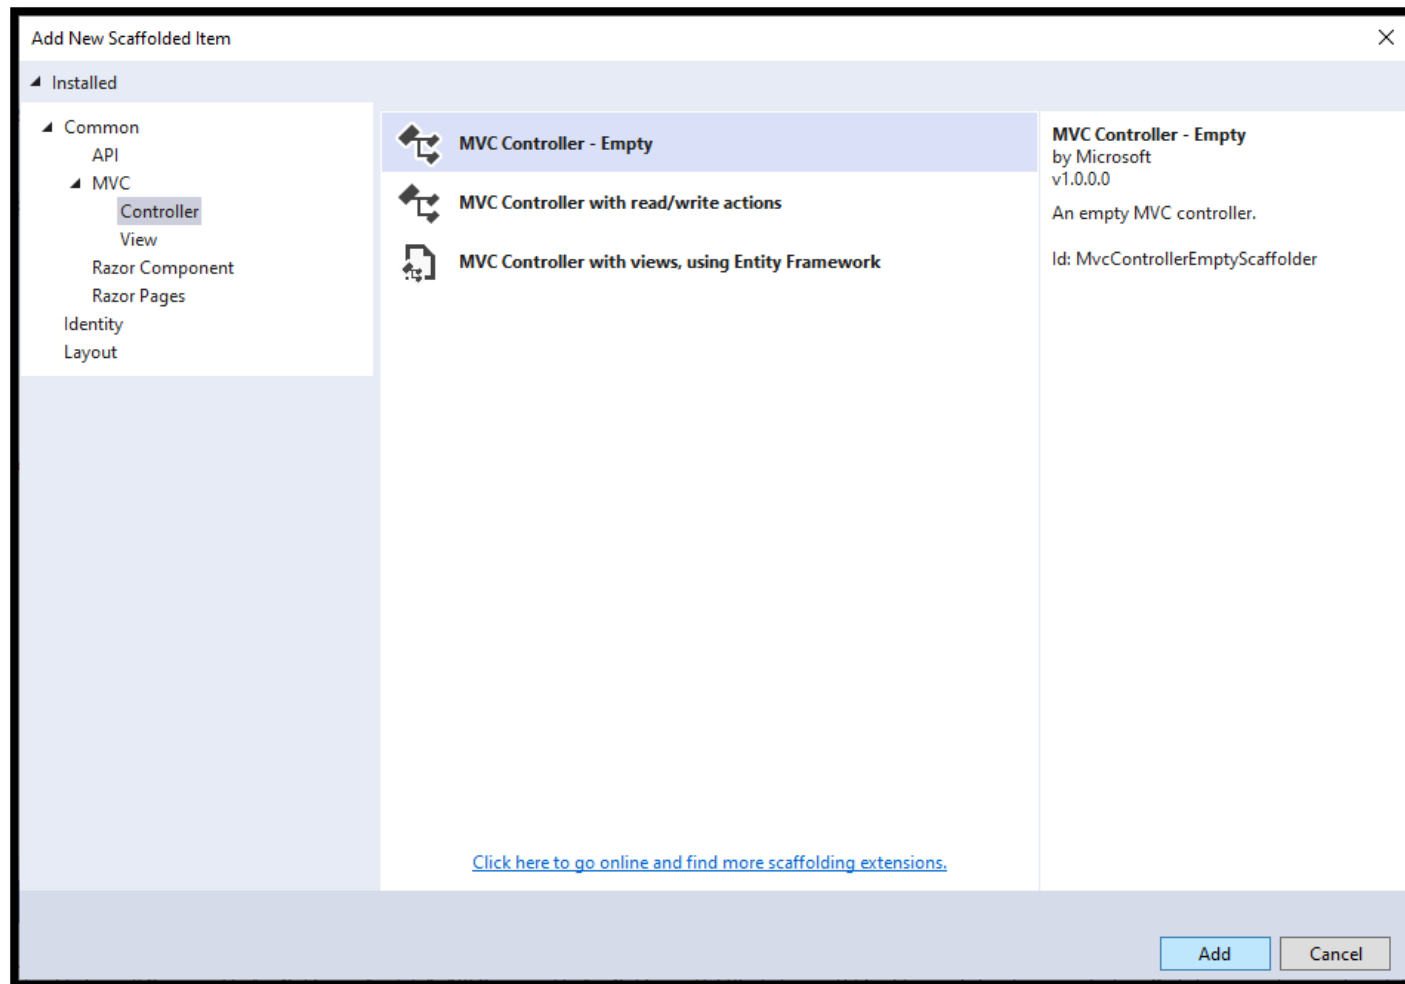 Add New Scaffolded Item
Installed
Common
API
MVC
Controller
View
Razor Component
Razor Pages
Identity
Layout
MVC Controller - Empty
MVC Controller with read/write actions
MVC Controller with views, using Entity Framework
Click here to go online and find more scaffolding extensions.
MVC Controller - Empty
by Microsoft
v1.0.0.0
An empty MVC controller.
Id: MvcControllerEmptyScaffolder
Add
Cancel